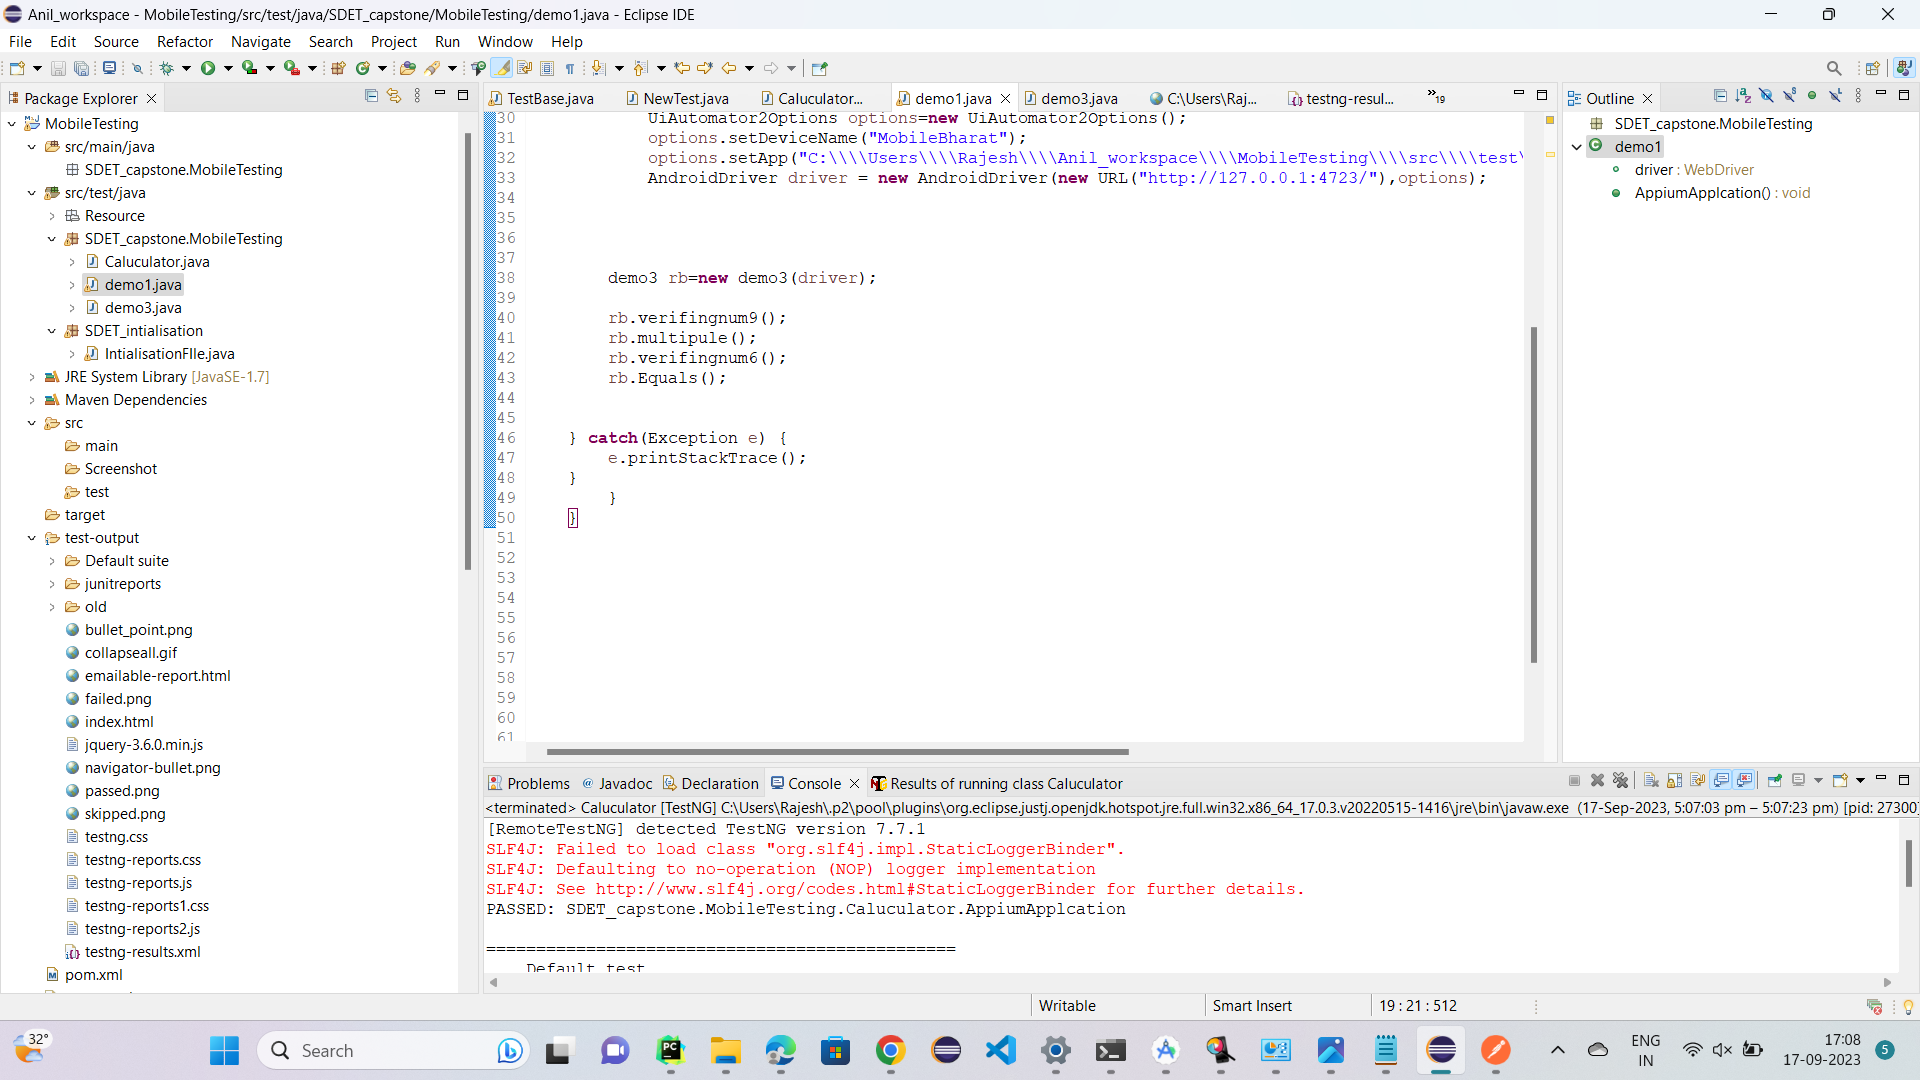 Anil_workspace - MobileTesting/src/test/java/SDET_capstone/MobileTesting/demo1.java - Eclipse IDE
File Edit Source Refactor Navigate Search Project Run Window Help
Package Explorer
MobileTesting
src/main/java
SDET_capstone.MobileTesting
src/test/java
Resource
SDET_capstone.MobileTesting
Caluculator.java
demo1.java
demo3.java
SDET_intialisation
IntialisationFIle.java
JRE System Library [JavaSE-1.7]
Maven Dependencies
src
main
Screenshot
test
target
test-output
Default suite
junitreports
old
bullet_point.png
collapseall.gif
emailable-report.html
failed.png
index.html
jquery-3.6.0.min.js
navigator-bullet.png
passed.png
skipped.png
testng.css
testng-reports.css
testng-reports.js
testng-reports1.css
testng-reports2.js
testng-results.xml
pom.xml
TestBase.java NewTest.java Caluculator... demo1.java demo3.java C:\Users\Raj... testng-resul... »19
30 UiAutomator2Options options=new UiAutomator2Options();
31 options.setDeviceName("MobileBharat");
32 options.setApp("C:\\\\Users\\\\Rajesh\\\\Anil_workspace\\\\MobileTesting\\\\src\\\\test\
33 AndroidDriver driver = new AndroidDriver(new URL("http://127.0.0.1:4723/"),options);
34
35
36
37
38 demo3 rb=new demo3(driver);
39
40 rb.verifingnum9();
41 rb.multipule();
42 rb.verifingnum6();
43 rb.Equals();
44
45
46 } catch(Exception e) {
47 e.printStackTrace();
48 }
49 }
50 }
51
52
53
54
55
56
57
58
59
60
61
Outline
SDET_capstone.MobileTesting
demo1
driver : WebDriver
AppiumApplcation() : void
Problems Javadoc Declaration Console Results of running class Caluculator
<terminated> Caluculator [TestNG] C:\Users\Rajesh\.p2\pool\plugins\org.eclipse.justj.openjdk.hotspot.jre.full.win32.x86_64_17.0.3.v20220515-1416\jre\bin\javaw.exe (17-Sep-2023, 5:07:03 pm – 5:07:23 pm) [pid: 27300]
[RemoteTestNG] detected TestNG version 7.7.1
SLF4J: Failed to load class "org.slf4j.impl.StaticLoggerBinder".
SLF4J: Defaulting to no-operation (NOP) logger implementation
SLF4J: See http://www.slf4j.org/codes.html#StaticLoggerBinder for further details.
PASSED: SDET_capstone.MobileTesting.Caluculator.AppiumApplcation
===============================================
Default test
Writable Smart Insert 19 : 21 : 512
32°
Search
PC
ENG
IN
17:08
17-09-2023
5